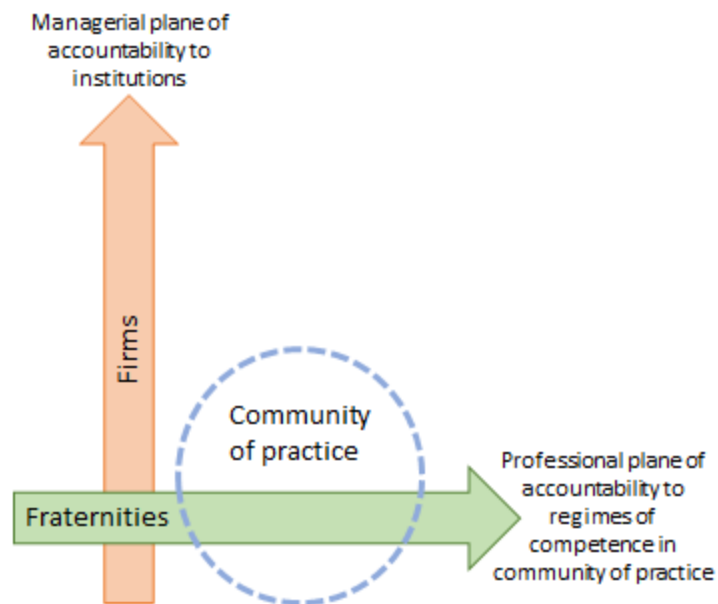 Managerial plane of
accountability to
institutions
Firms
Community
of practice
Fraternities
Professional plane of
accountability to
regimes of
competence in
community of practice